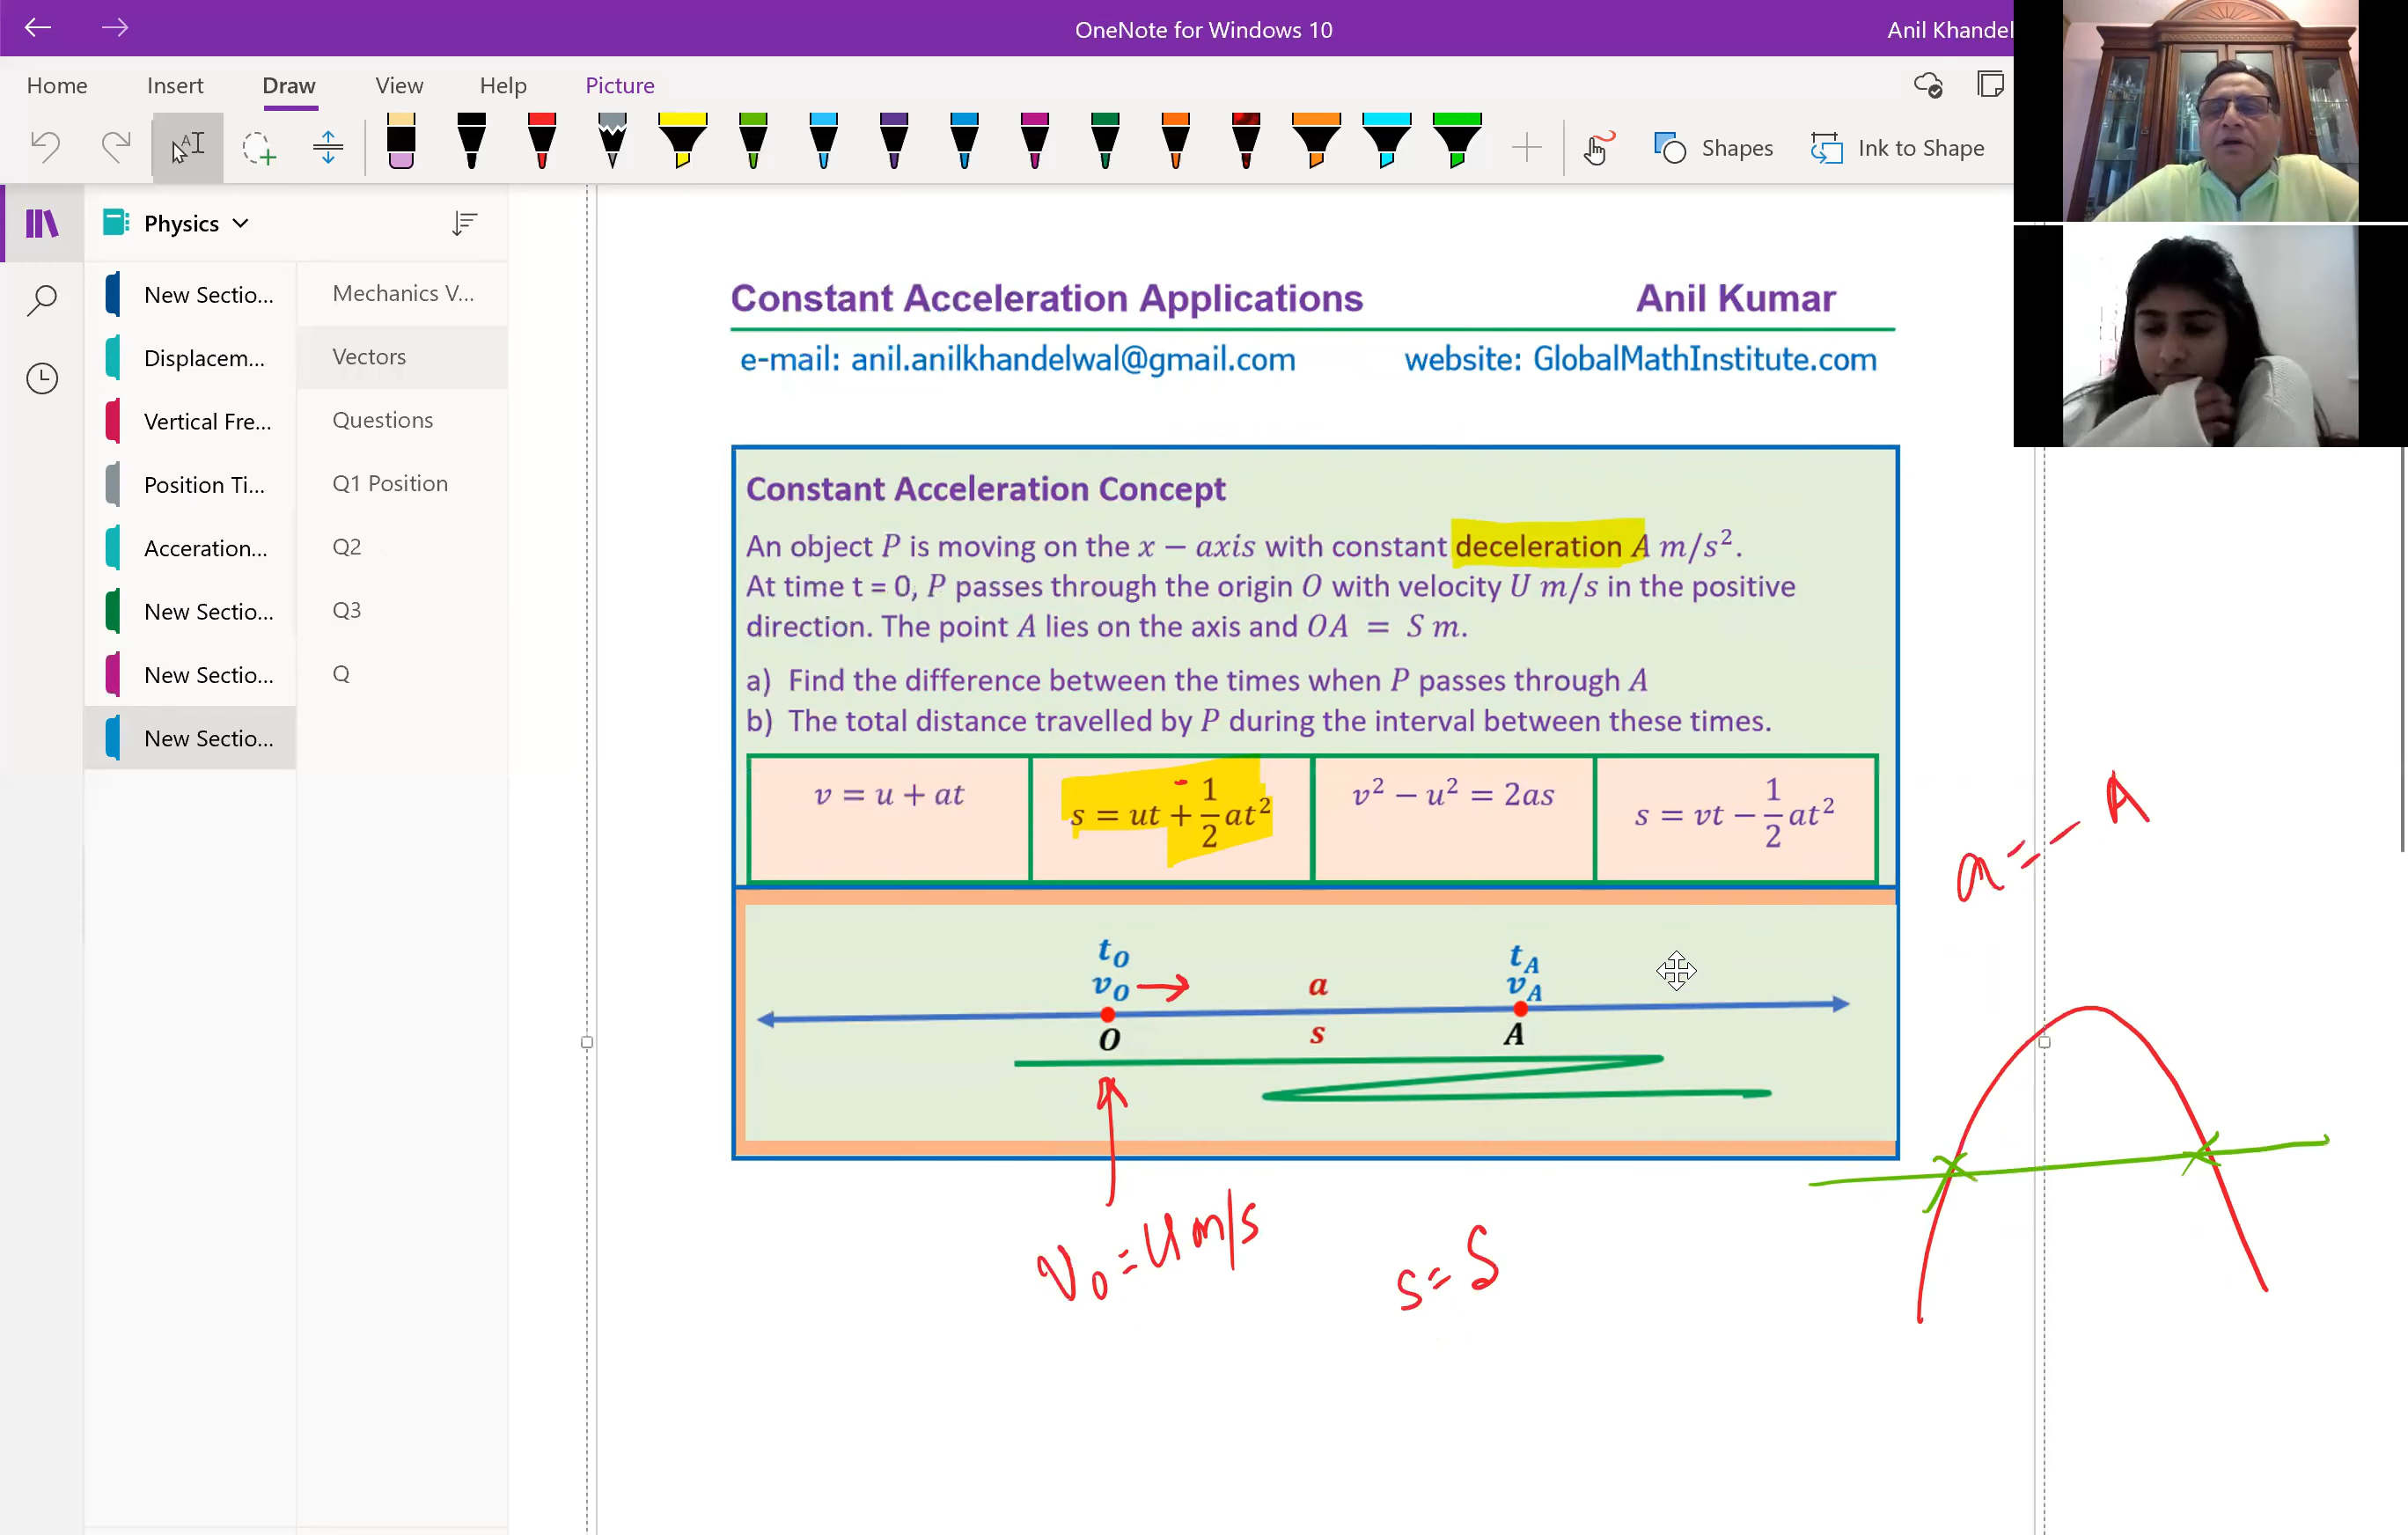 OneNote for Windows 10
Anil Khandel
Home Insert Draw View Help Picture
Shapes Ink to Shape
Physics
New Sectio...
Displacem...
Vertical Fre...
Position Ti...
Acceration...
New Sectio...
New Sectio...
New Sectio...
Mechanics V...
Vectors
Questions
Q1 Position
Q2
Q3
Q
Constant Acceleration Applications Anil Kumar
e-mail: anil.anilkhandelwal@gmail.com website: GlobalMathInstitute.com
Constant Acceleration Concept
An object P is moving on the x − axis with constant deceleration A m/s².
At time t = 0, P passes through the origin O with velocity U m/s in the positive
direction. The point A lies on the axis and OA = S m.
a) Find the difference between the times when P passes through A
b) The total distance travelled by P during the interval between these times.
v = u + at
s = ut + 1/2 at²
v² − u² = 2as
s = vt − 1/2 at²
a = - A
t_O
v_O
O
a
s
t_A
v_A
A
V₀ = U m/s
s = S